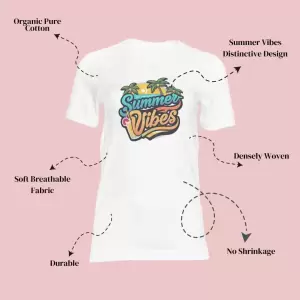 Organic Pure
Cotton
Summer Vibes
Distinctive Design
Summer
Vibes
Densely Woven
Soft Breathable
Fabric
No Shrinkage
Durable